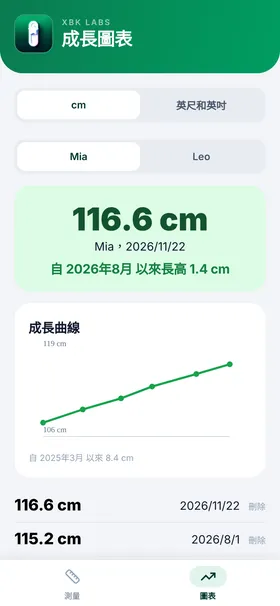 XBK LABS
成長圖表
cm
英尺和英吋
Mia
Leo
116.6 cm
Mia，2026/11/22
自 2026年8月 以來長高 1.4 cm
成長曲線
119 cm
106 cm
自 2025年3月 以來 8.4 cm
116.6 cm 2026/11/22 刪除
115.2 cm 2026/8/1 刪除
測量
圖表